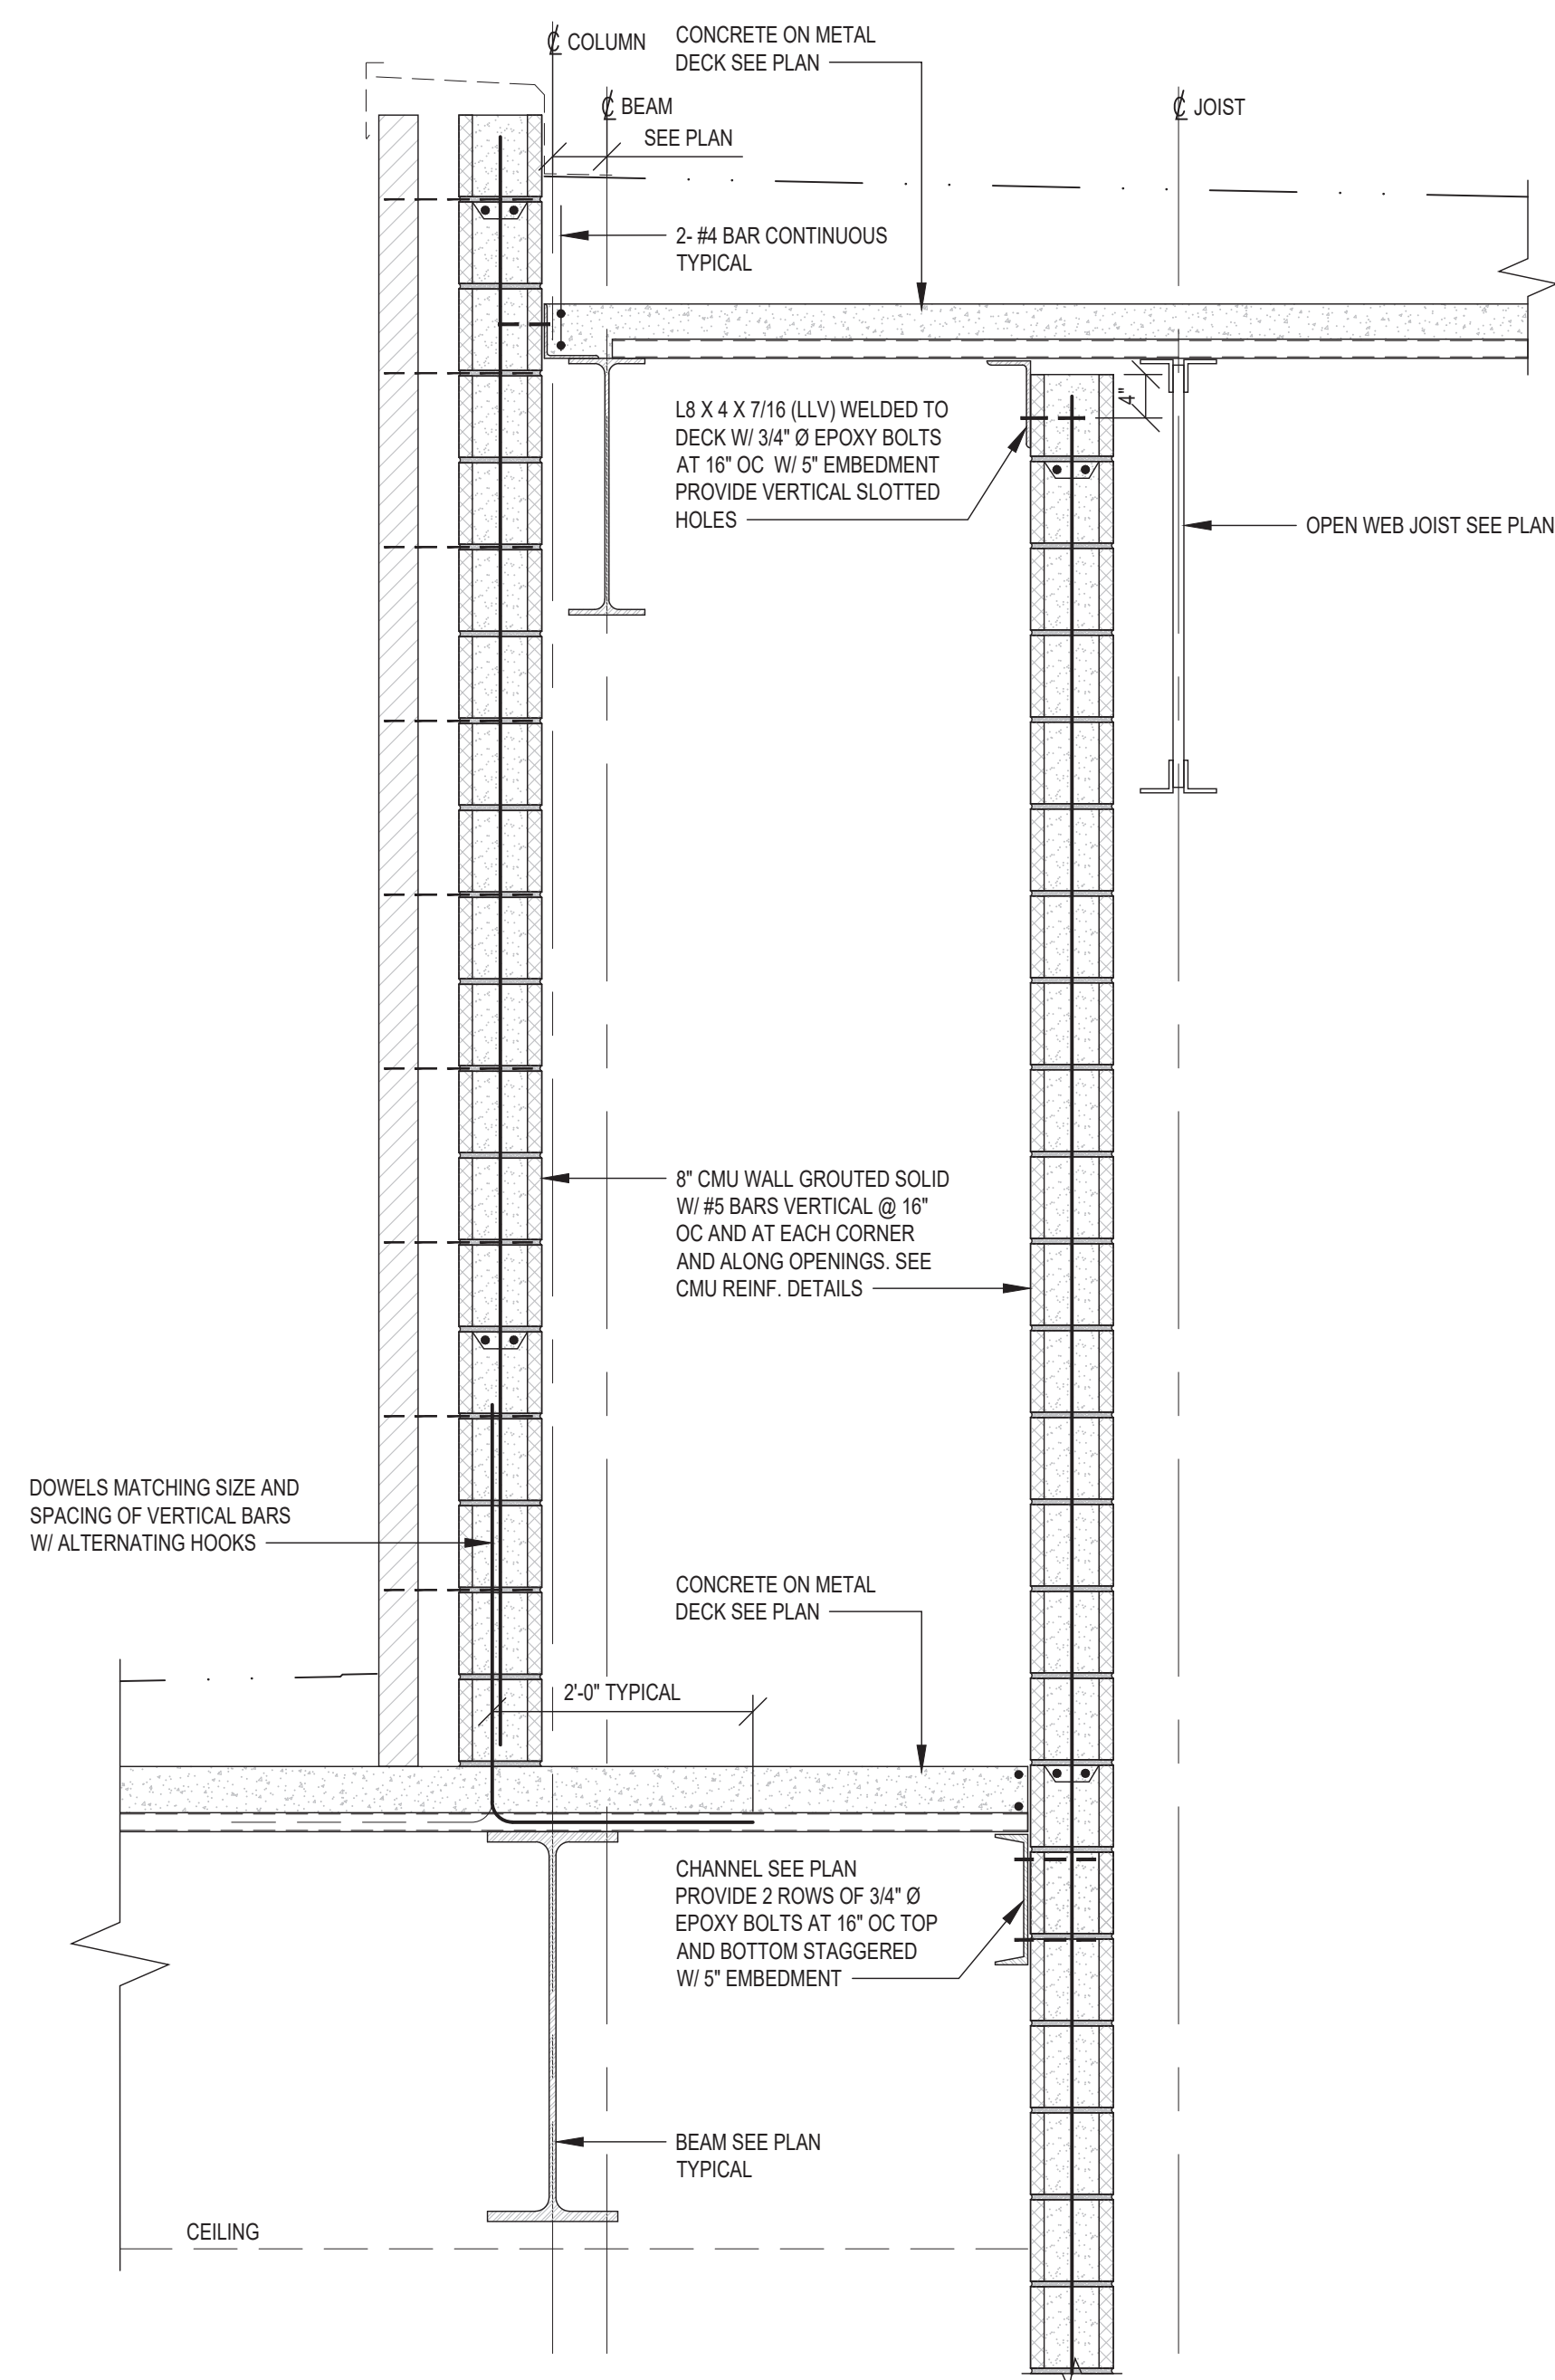 ℄ COLUMN
CONCRETE ON METAL
DECK SEE PLAN
℄ BEAM
SEE PLAN
℄ JOIST
2- #4 BAR CONTINUOUS
TYPICAL
L8 X 4 X 7/16 (LLV) WELDED TO
DECK W/ 3/4" Ø EPOXY BOLTS
AT 16" OC W/ 5" EMBEDMENT
PROVIDE VERTICAL SLOTTED
HOLES
4"
OPEN WEB JOIST SEE PLAN
8" CMU WALL GROUTED SOLID
W/ #5 BARS VERTICAL @ 16"
OC AND AT EACH CORNER
AND ALONG OPENINGS. SEE
CMU REINF. DETAILS
DOWELS MATCHING SIZE AND
SPACING OF VERTICAL BARS
W/ ALTERNATING HOOKS
CONCRETE ON METAL
DECK SEE PLAN
2'-0" TYPICAL
CHANNEL SEE PLAN
PROVIDE 2 ROWS OF 3/4" Ø
EPOXY BOLTS AT 16" OC TOP
AND BOTTOM STAGGERED
W/ 5" EMBEDMENT
BEAM SEE PLAN
TYPICAL
CEILING